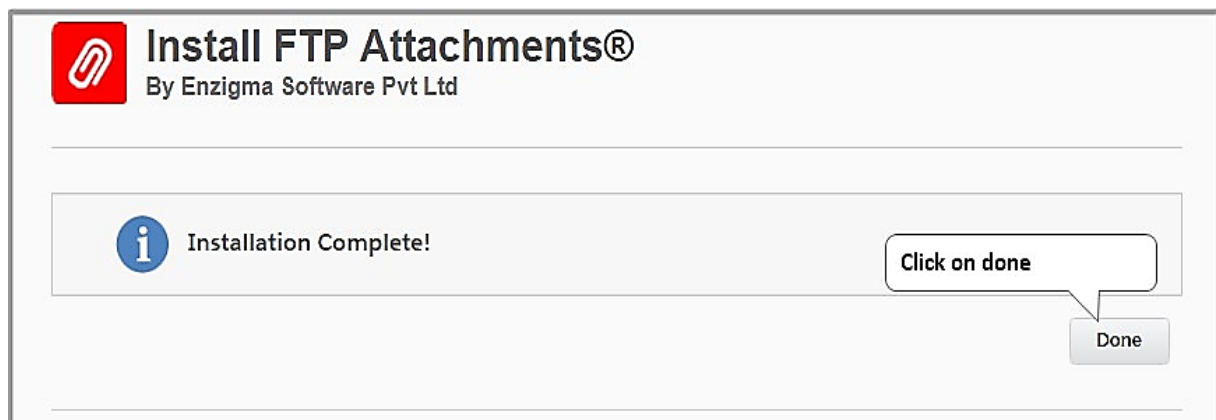 Install FTP Attachments®
By Enzigma Software Pvt Ltd
Installation Complete!
Click on done
Done